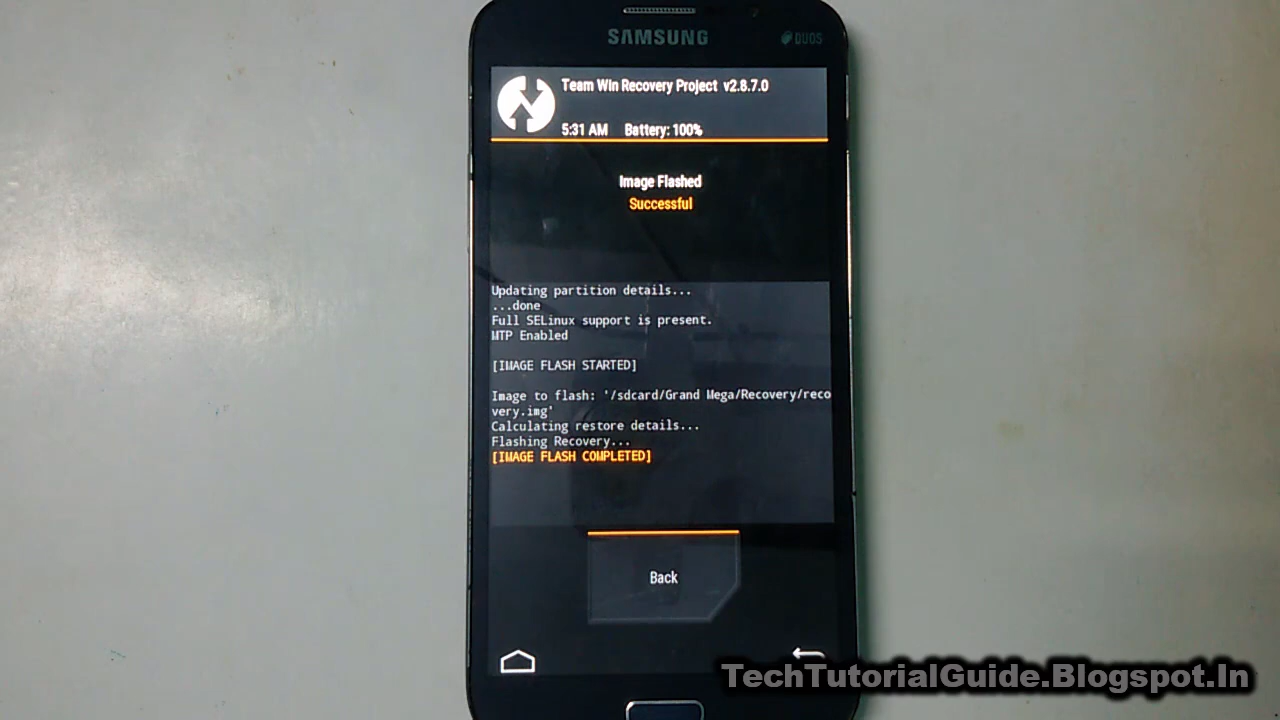 SAMSUNG
DUOS
Team Win Recovery Project v2.8.7.0
5:31 AM Battery: 100%
Image Flashed
Successful
Updating partition details...
...done
Full SELinux support is present.
MTP Enabled
[IMAGE FLASH STARTED]
Image to flash: '/sdcard/Grand Mega/Recovery/reco
very.img'
Calculating restore details...
Flashing Recovery...
[IMAGE FLASH COMPLETED]
Back
TechTutorialGuide.Blogspot.In